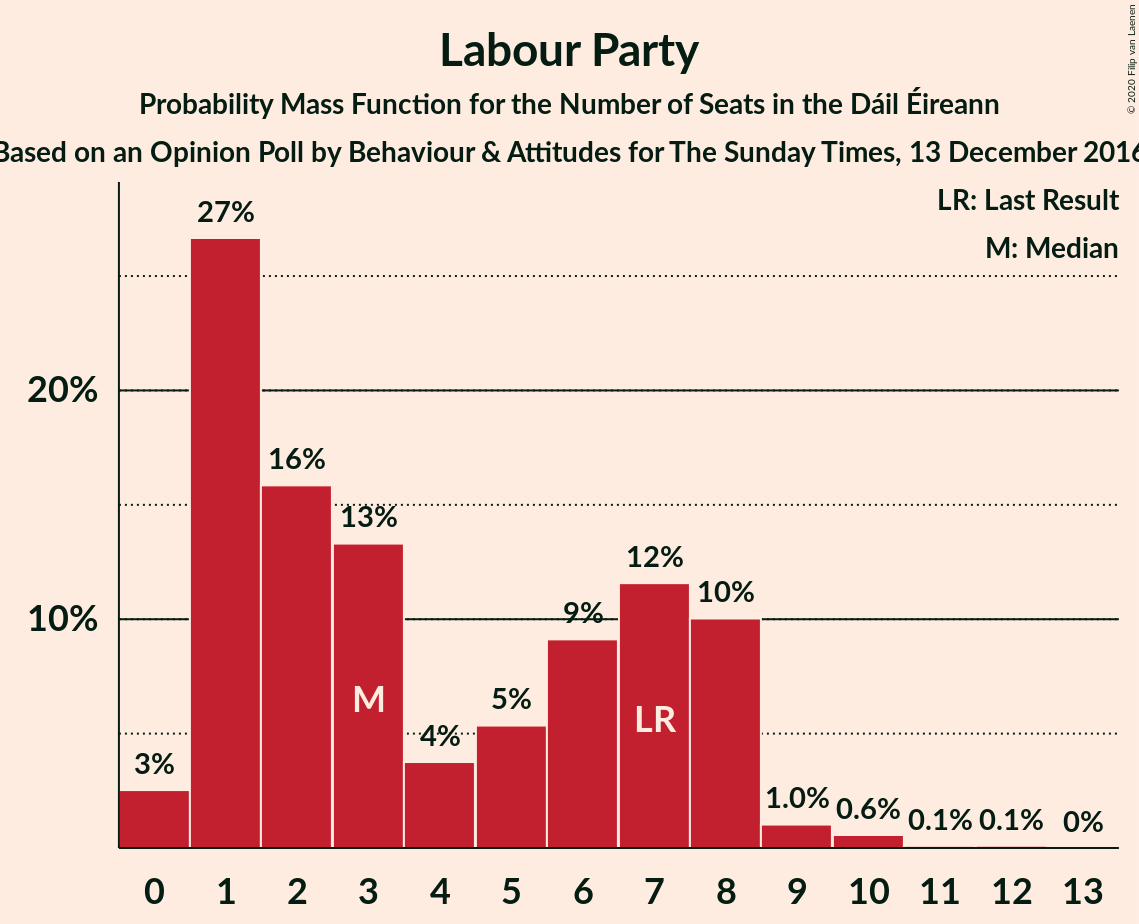 © 2020 Filip van Laenen
Labour Party
Probability Mass Function for the Number of Seats in the Dáil Éireann
Based on an Opinion Poll by Behaviour & Attitudes for The Sunday Times, 13 December 2016
LR: Last Result
M: Median
27%
20%
16%
13%
12%
10%
10%
9%
M
LR
5%
4%
3%
1.0%
0.6%
0.1%
0.1%
0%
0 1 2 3 4 5 6 7 8 9 10 11 12 13